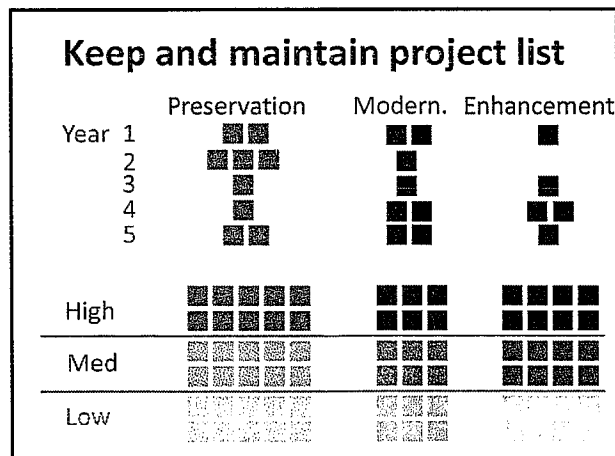 Keep and maintain project list
Preservation Modern. Enhancement
Year 1
2
3
4
5
High
Med
Low